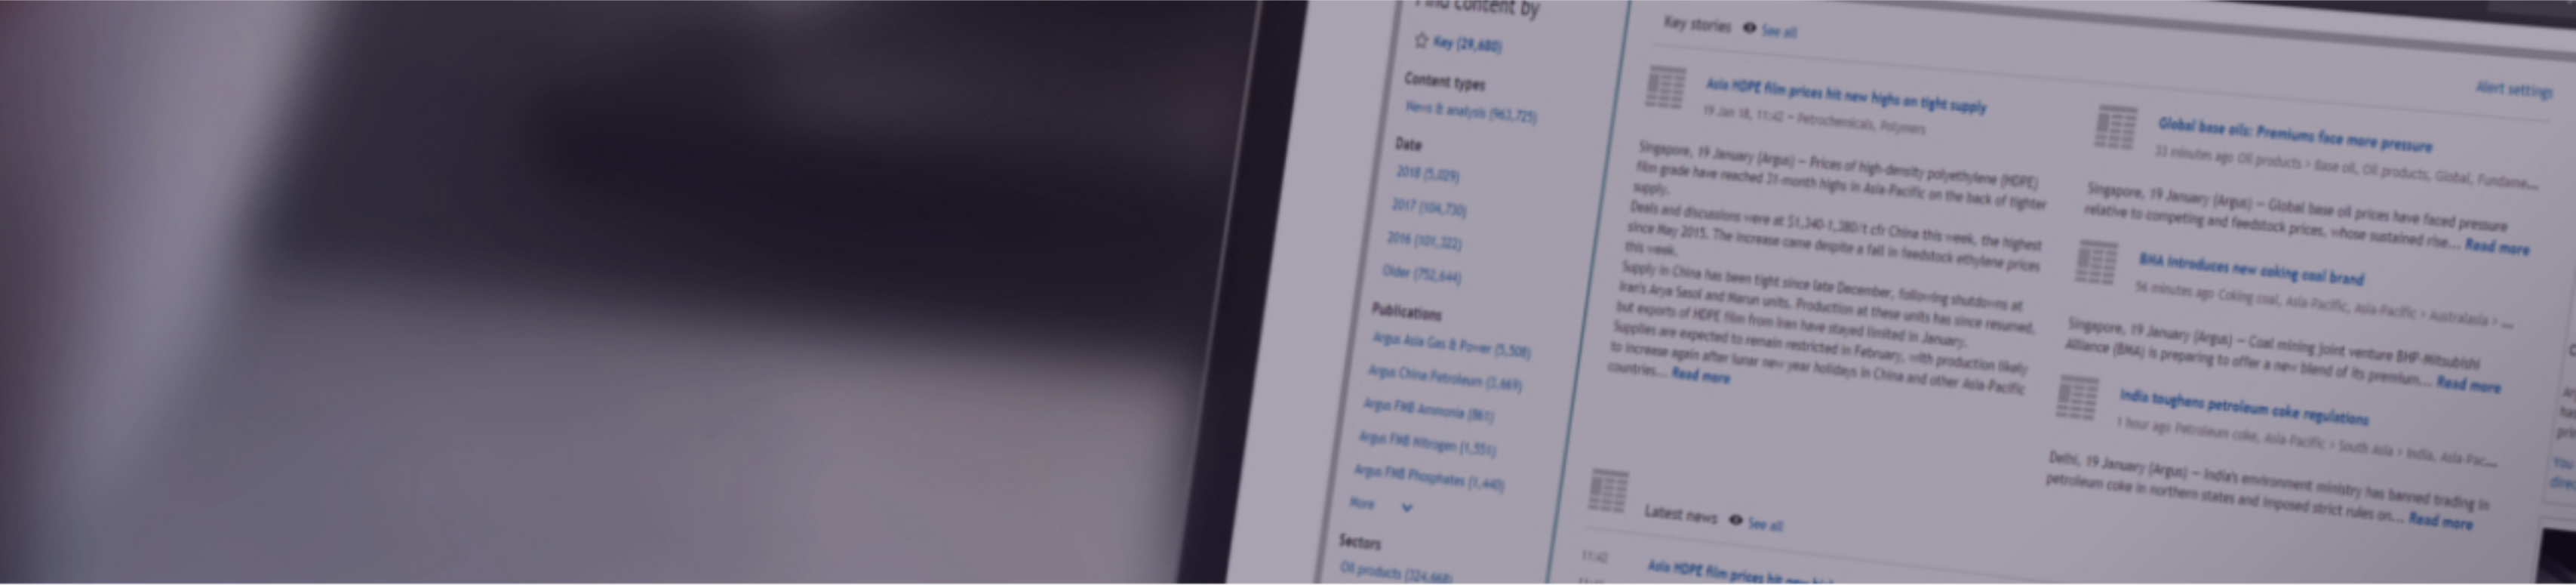 Find content by
Key (29,680)
Content types
News & analysis (963,725)
Date
2018 (5,029)
2017 (104,730)
2016 (101,322)
Older (752,644)
Publications
Argus Asia Gas & Power (5,508)
Argus China Petroleum (3,669)
Argus FMB Ammonia (861)
Argus FMB Nitrogen (1,551)
Argus FMB Phosphates (1,440)
More
Sectors
Oil products (324,668)
Key stories See all
Asia HDPE film prices hit new highs on tight supply
19 Jan 18, 11:42 – Petrochemicals, Polymers
Singapore, 19 January (Argus) — Prices of high-density polyethylene (HDPE)
film grade have reached 31-month highs in Asia-Pacific on the back of tighter
supply.
Deals and discussions were at $1,340-1,380/t cfr China this week, the highest
since May 2015. The increase came despite a fall in feedstock ethylene prices
this week.
Supply in China has been tight since late December, following shutdowns at
Iran's Arya Sasol and Marun units. Production at these units has since resumed,
but exports of HDPE film from Iran have stayed limited in January.
Supplies are expected to remain restricted in February, with production likely
to increase again after lunar new year holidays in China and other Asia-Pacific
countries... Read more
Alert settings
Global base oils: Premiums face more pressure
33 minutes ago Oil products > Base oil, Oil products, Global, Fundame...
Singapore, 19 January (Argus) — Global base oil prices have faced pressure
relative to competing and feedstock prices, whose sustained rise... Read more
BMA introduces new coking coal brand
56 minutes ago Coking coal, Asia-Pacific, Asia-Pacific > Australasia > ...
Singapore, 19 January (Argus) — Coal mining joint venture BHP-Mitsubishi
Alliance (BMA) is preparing to offer a new blend of its premium... Read more
India toughens petroleum coke regulations
1 hour ago Petroleum coke, Asia-Pacific > South Asia > India, Asia-Pac...
Delhi, 19 January (Argus) — India's environment ministry has banned trading in
petroleum coke in northern states and imposed strict rules on... Read more
Latest news See all
11:42
Asia HDPE film prices hit new
You